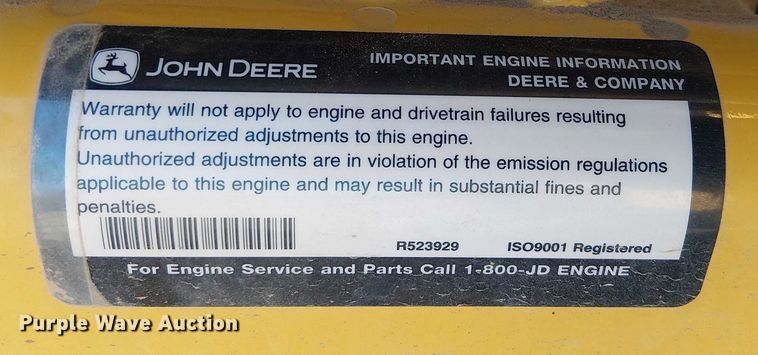 JOHN DEERE
IMPORTANT ENGINE INFORMATION
DEERE & COMPANY
Warranty will not apply to engine and drivetrain failures resulting
from unauthorized adjustments to this engine.
Unauthorized adjustments are in violation of the emission regulations
applicable to this engine and may result in substantial fines and
penalties.
R523929 ISO9001 Registered
For Engine Service and Parts Call 1-800-JD ENGINE
Purple Wave Auction